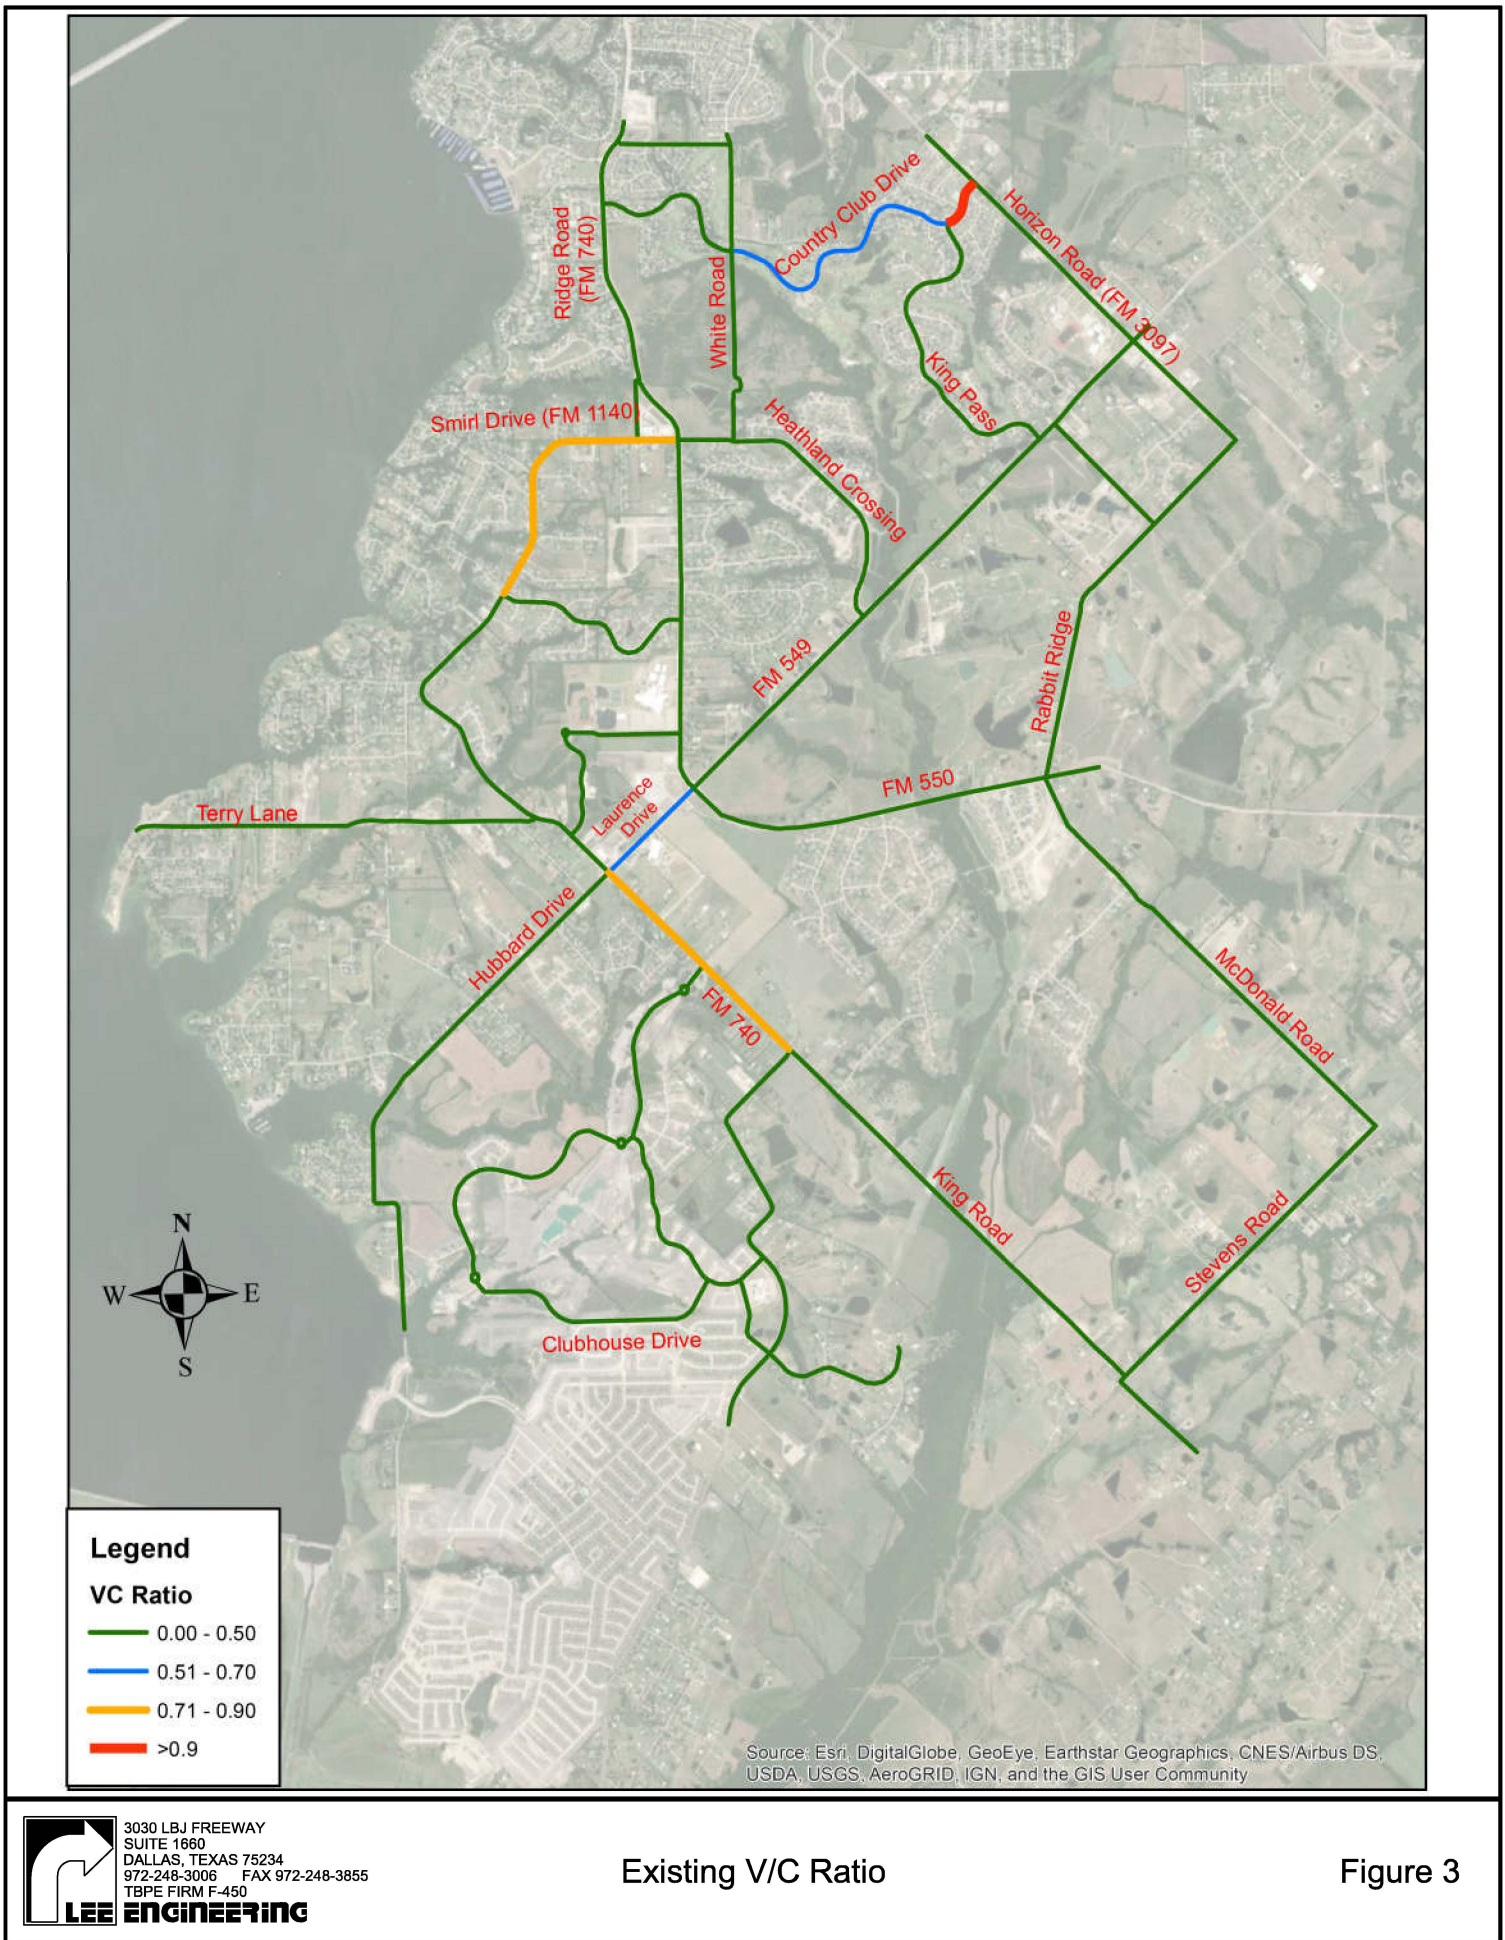 Country Club Drive
Ridge Road
(FM 740)
Horizon Road (FM 3097)
White Road
King Pass
Smirl Drive (FM 1140)
Heathland Crossing
FM 549
Rabbit Ridge
FM 550
Laurence
Drive
Terry Lane
Hubbard Drive
FM 740
McDonald Road
King Road
Stevens Road
Clubhouse Drive
N
W
E
S
Legend
VC Ratio
0.00 - 0.50
0.51 - 0.70
0.71 - 0.90
>0.9
Source: Esri, DigitalGlobe, GeoEye, Earthstar Geographics, CNES/Airbus DS,
USDA, USGS, AeroGRID, IGN, and the GIS User Community
3030 LBJ FREEWAY
SUITE 1660
DALLAS, TEXAS 75234
972-248-3006 FAX 972-248-3855
TBPE FIRM F-450
LEE ENGINEERING
Existing V/C Ratio
Figure 3